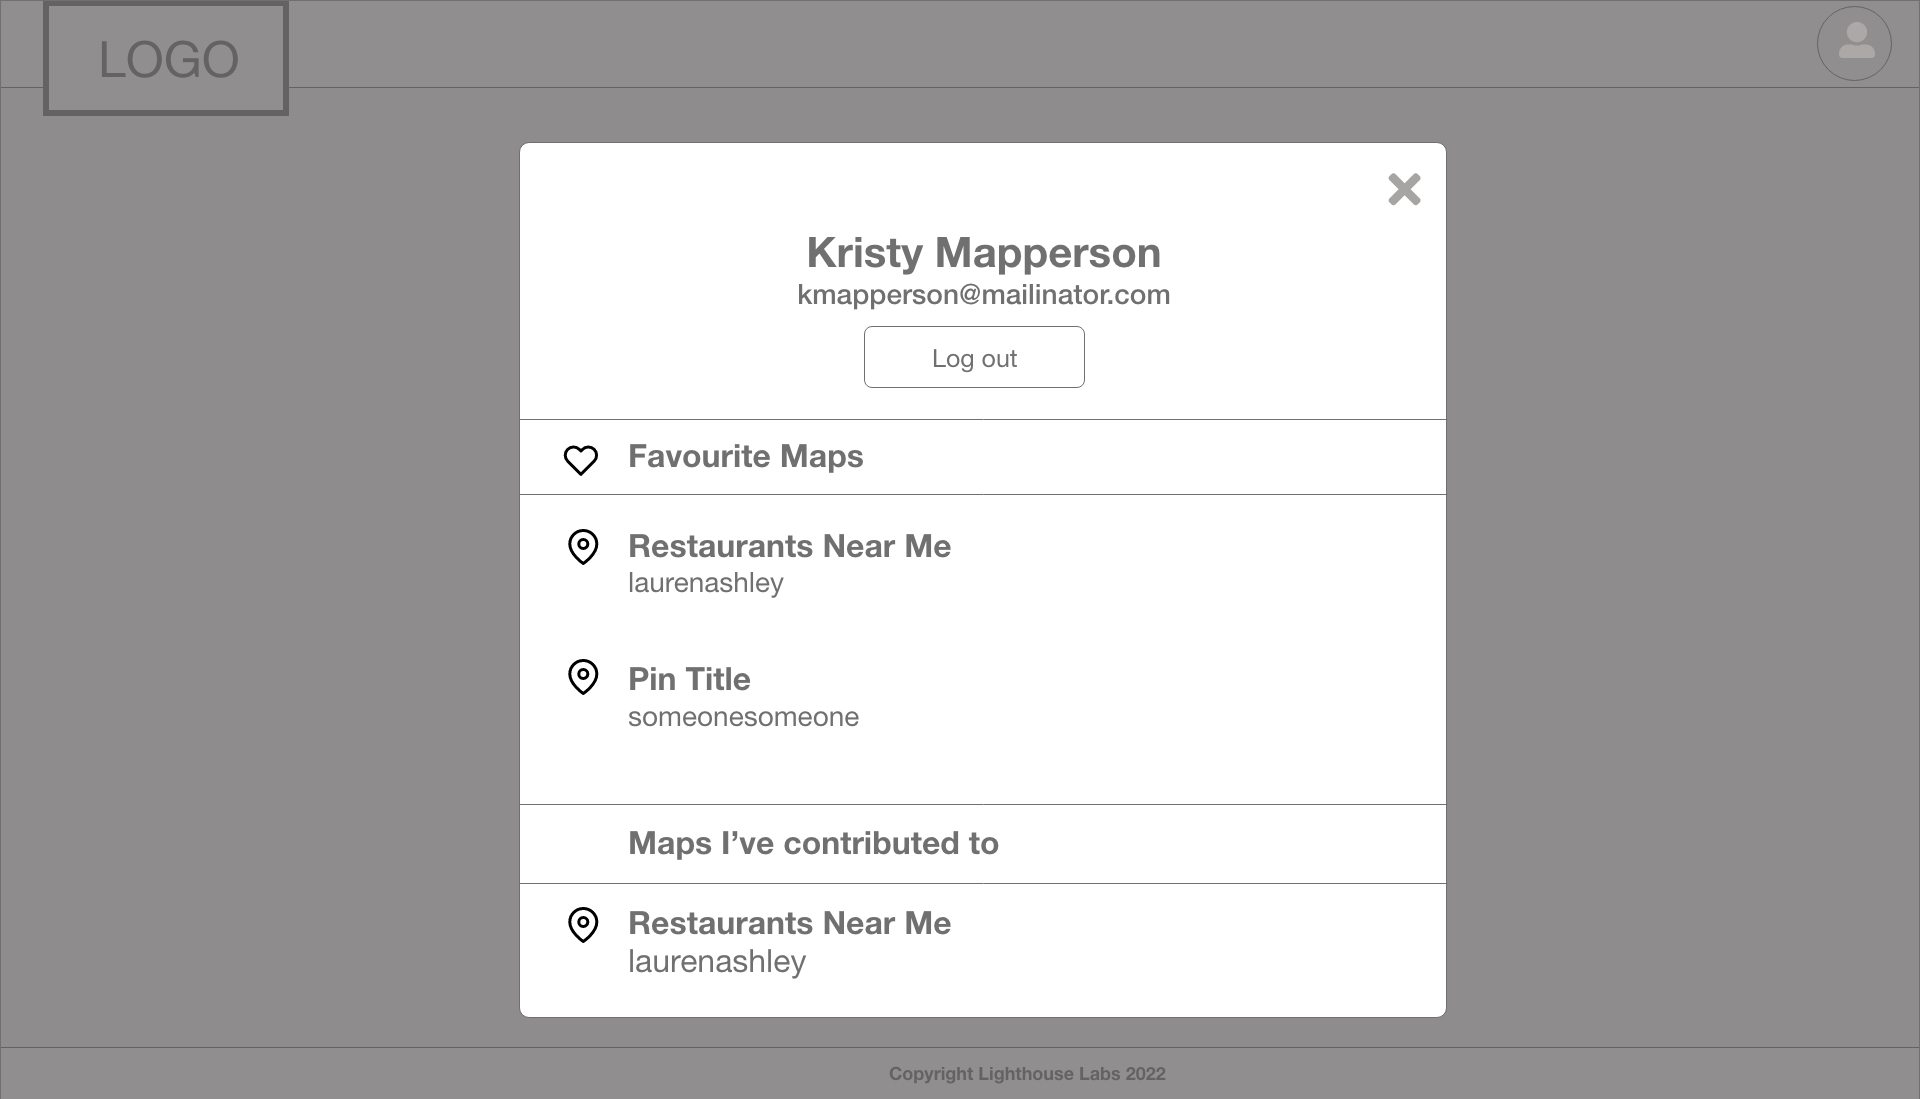 LOGO
Kristy Mapperson
kmapperson@mailinator.com
Log out
Favourite Maps
Restaurants Near Me
laurenashley
Pin Title
someonesomeone
Maps I’ve contributed to
Restaurants Near Me
laurenashley
Copyright Lighthouse Labs 2022